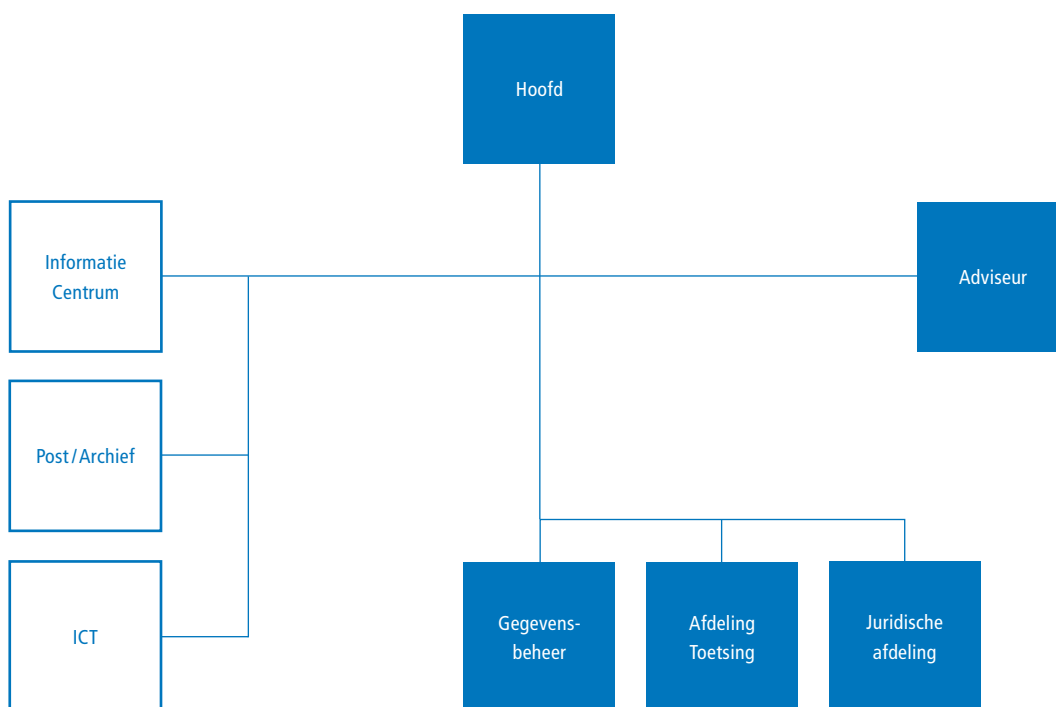 Hoofd
Informatie
Centrum
Adviseur
Post/Archief
ICT
Gegevens-
beheer
Afdeling
Toetsing
Juridische
afdeling